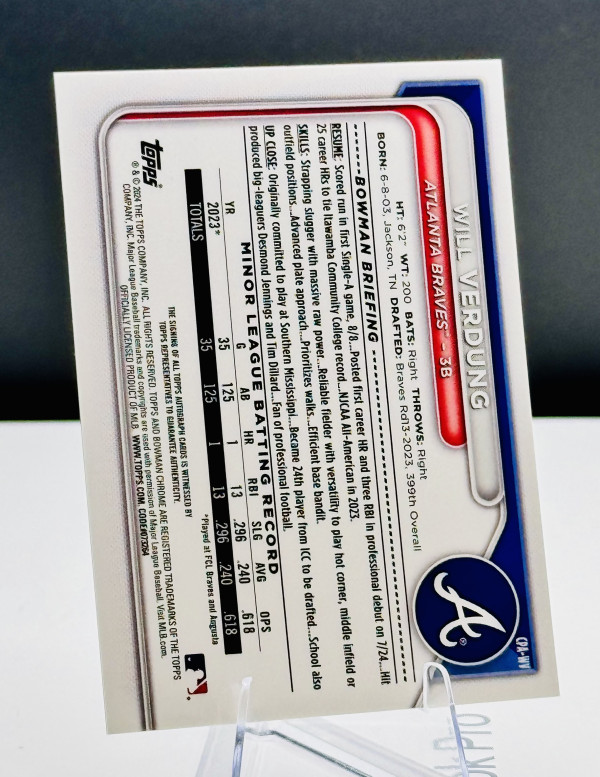 CPA-WV
WILL VERDUNG
ATLANTA BRAVES™ – 3B
HT: 6'2" WT: 200 BATS: Right THROWS: Right
BORN: 6-8-03, Jackson, TN DRAFTED: Braves Rd13-2023, 399th Overall
BOWMAN BRIEFING
RESUME: Scored run in first Single-A game, 8/8...Posted first career HR and three RBI in professional debut on 7/24...Hit
25 career HRs to tie Itawamba Community College record...NJCAA All-American in 2023.
SKILLS: Strapping slugger with massive raw power...Reliable fielder with versatility to play hot corner, middle infield or
outfield positions...Advanced plate approach...Prioritizes walks...Efficient base bandit.
UP CLOSE: Originally committed to play at Southern Mississippi...Became 24th player from ICC to be drafted...School also
produced big-leaguers Desmond Jennings and Tim Dillard...Fan of professional football.
MINOR LEAGUE BATTING RECORD
YR G AB HR RBI SLG AVG OPS
2023* 35 125 1 13 .296 .240 .618
TOTALS 35 125 1 13 .296 .240 .618
*Played at FCL Braves and Augusta
THE SIGNING OF ALL TOPPS AUTOGRAPH CARDS IS WITNESSED BY
TOPPS REPRESENTATIVES TO GUARANTEE AUTHENTICITY.
topps®
® & © 2024 THE TOPPS COMPANY, INC. ALL RIGHTS RESERVED. TOPPS AND BOWMAN CHROME ARE REGISTERED TRADEMARKS OF THE TOPPS
COMPANY, INC. Major League Baseball trademarks and copyrights are used with permission of Major League Baseball. Visit MLB.com.
OFFICIALLY LICENSED PRODUCT OF MLB. WWW.TOPPS.COM. CODE#